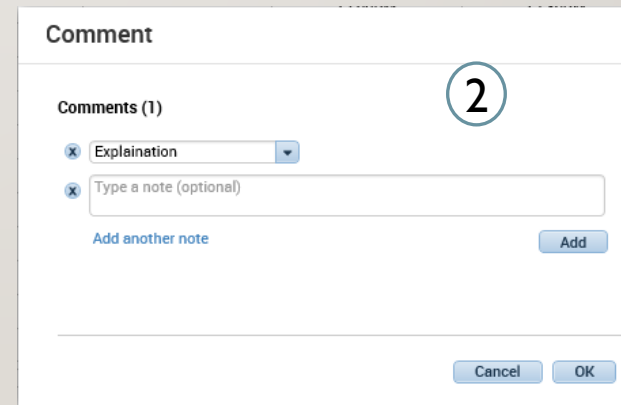 Comment
2
Comments (1)
x Explaination
x Type a note (optional)
Add another note
Add
Cancel OK